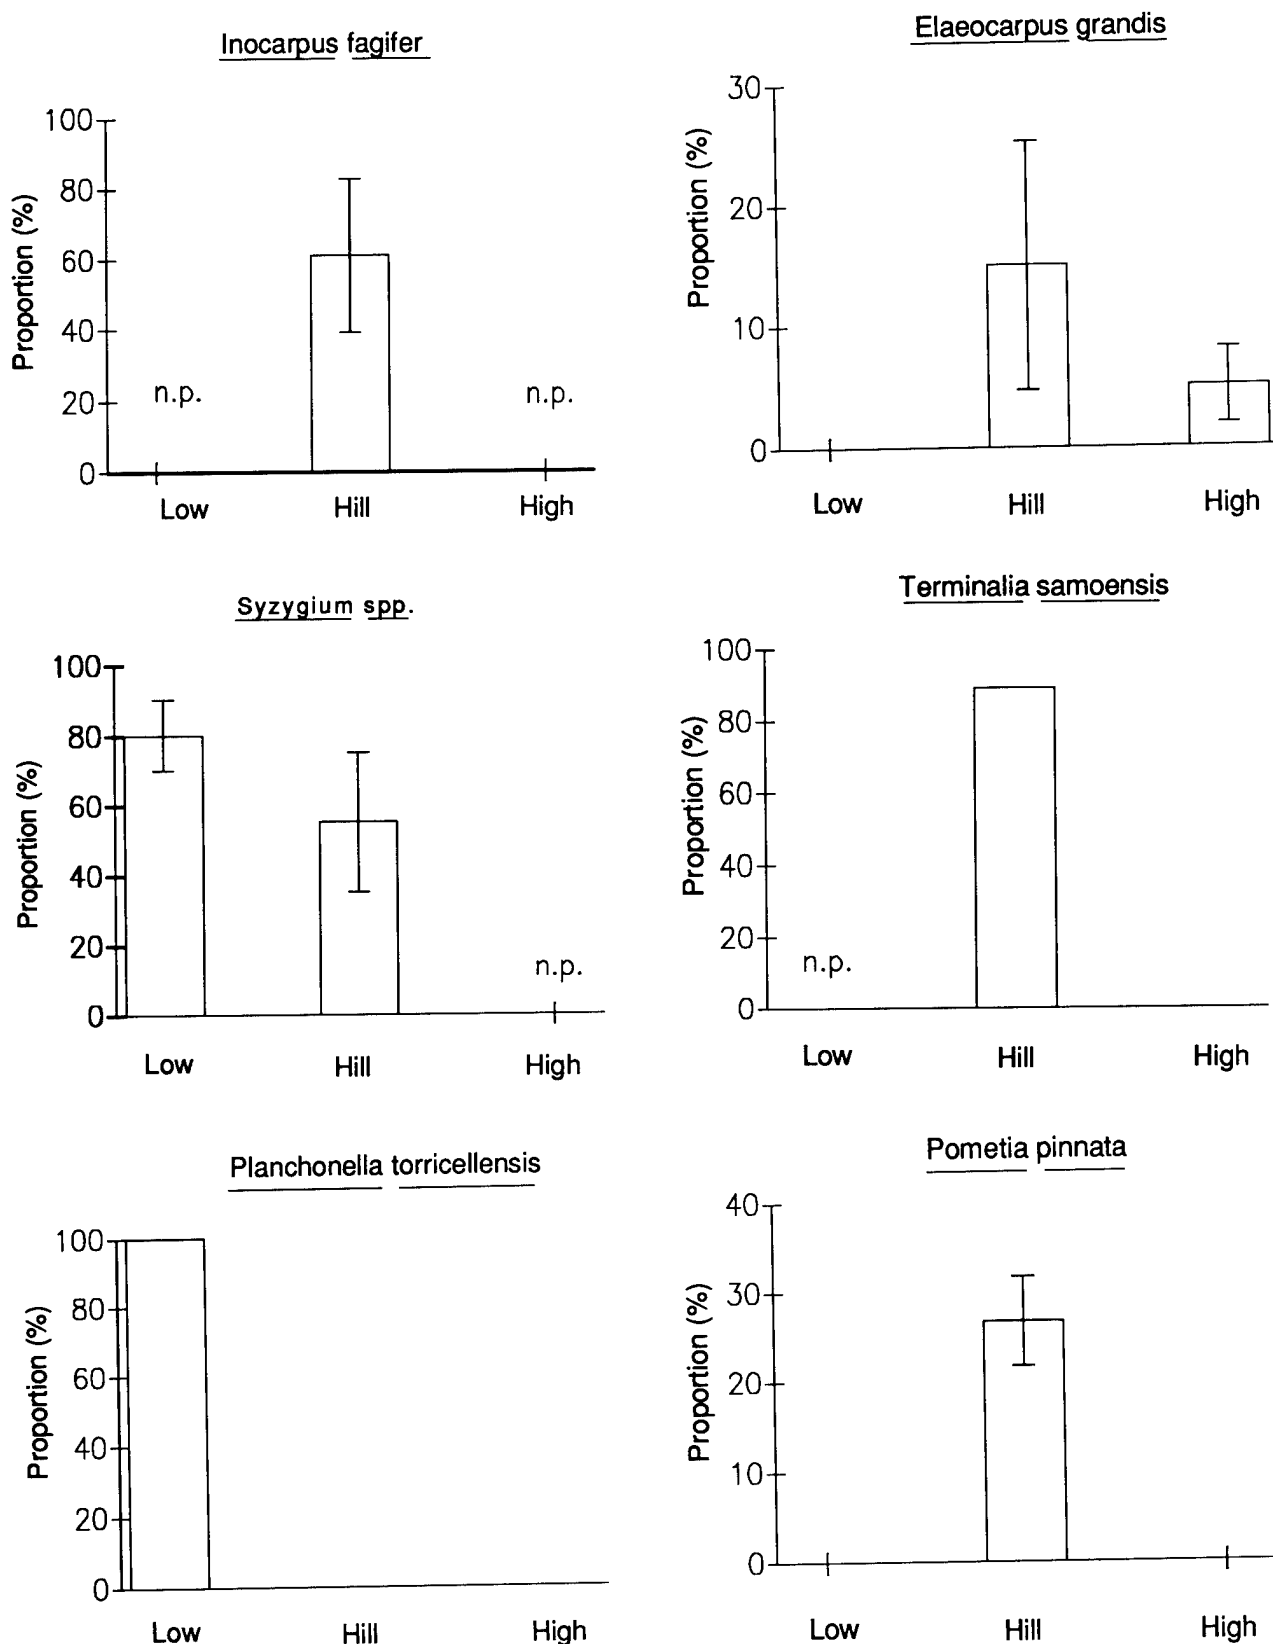 Inocarpus fagifer
Proportion (%)
100
80
60
40
20
0
n.p.
n.p.
Low Hill High
Elaeocarpus grandis
Proportion (%)
30
20
10
0
Low Hill High
Syzygium spp.
Proportion (%)
100
80
60
40
20
0
n.p.
Low Hill High
Terminalia samoensis
Proportion (%)
100
80
60
40
20
0
n.p.
Low Hill High
Planchonella torricellensis
Proportion (%)
100
80
60
40
20
0
Low Hill High
Pometia pinnata
Proportion (%)
40
30
20
10
0
Low Hill High